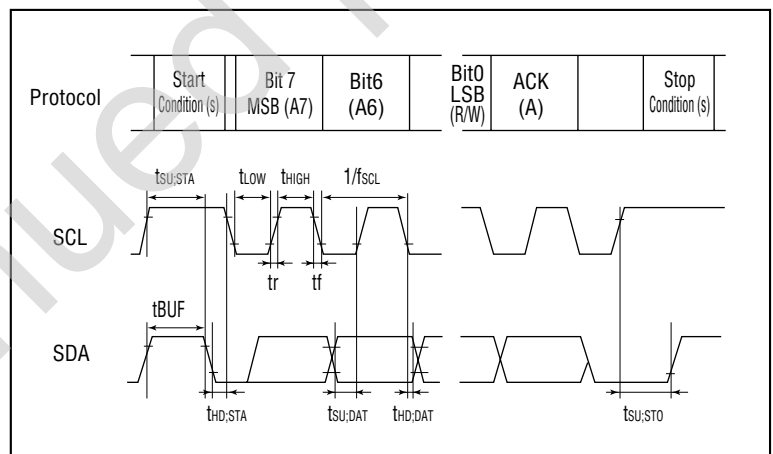 Protocol
Start
Condition (s)
Bit 7
MSB (A7)
Bit6
(A6)
Bit0
LSB
(R/W)
ACK
(A)
Stop
Condition (s)
tSU;STA
tLOW
tHIGH
1/fSCL
SCL
tr
tf
tBUF
SDA
tHD;STA
tSU;DAT
tHD;DAT
tSU;STO
nued